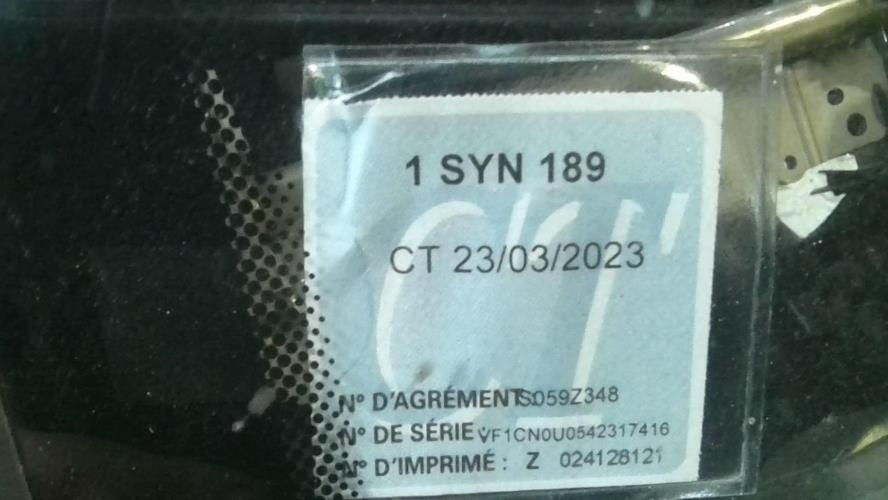 1 SYN 189
CT 23/03/2023
N° D'AGRÉMENT: S059Z348
N° DE SÉRIE : VF1CN0U0542317416
N° D'IMPRIMÉ : Z 024128121